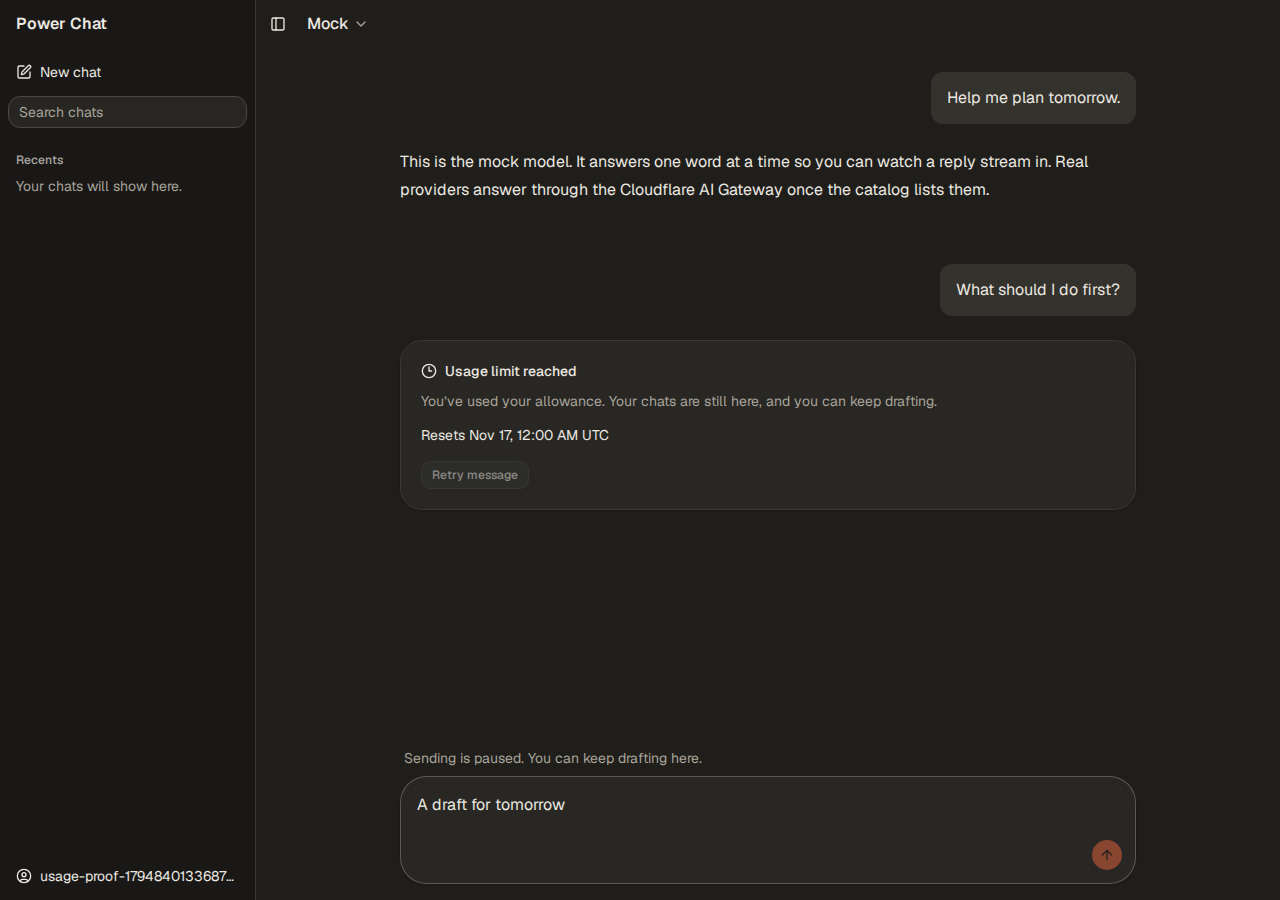 Power Chat
New chat
Search chats
Recents
Your chats will show here.
usage-proof-1794840133687…
Mock
Help me plan tomorrow.
This is the mock model. It answers one word at a time so you can watch a reply stream in. Real
providers answer through the Cloudflare AI Gateway once the catalog lists them.
What should I do first?
Usage limit reached
You've used your allowance. Your chats are still here, and you can keep drafting.
Resets Nov 17, 12:00 AM UTC
Retry message
Sending is paused. You can keep drafting here.
A draft for tomorrow